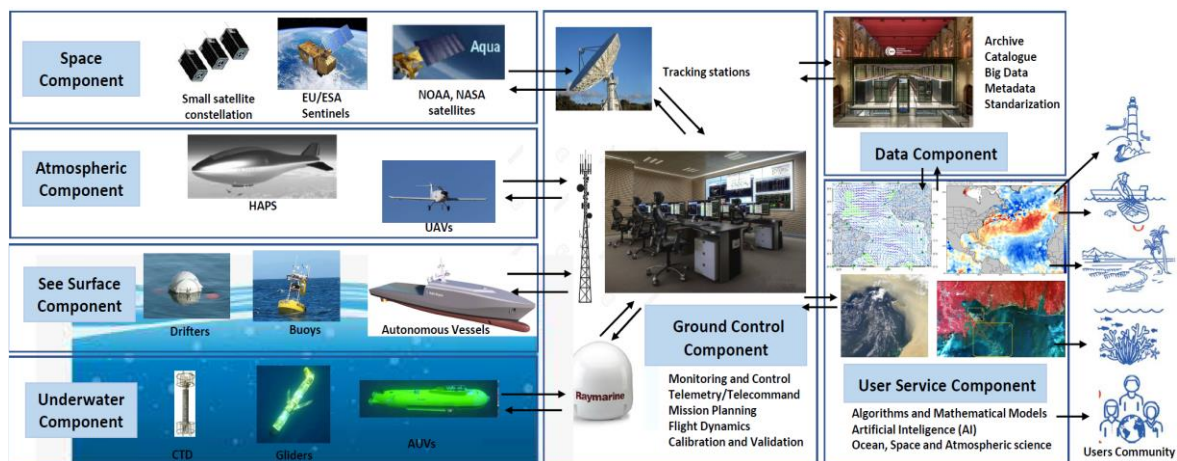 Space
Component
Small satellite
constellation
EU/ESA
Sentinels
Aqua
NOAA, NASA
satellites
Atmospheric
Component
HAPS
UAVs
See Surface
Component
Drifters
Buoys
Autonomous Vessels
Underwater
Component
CTD
Gliders
AUVs
Tracking stations
Raymarine
Ground Control
Component
Monitoring and Control
Telemetry/Telecommand
Mission Planning
Flight Dynamics
Calibration and Validation
Archive
Catalogue
Big Data
Metadata
Standarization
Data Component
User Service Component
Algorithms and Mathematical Models
Artificial Inteligence (AI)
Ocean, Space and Atmospheric science
Users Community